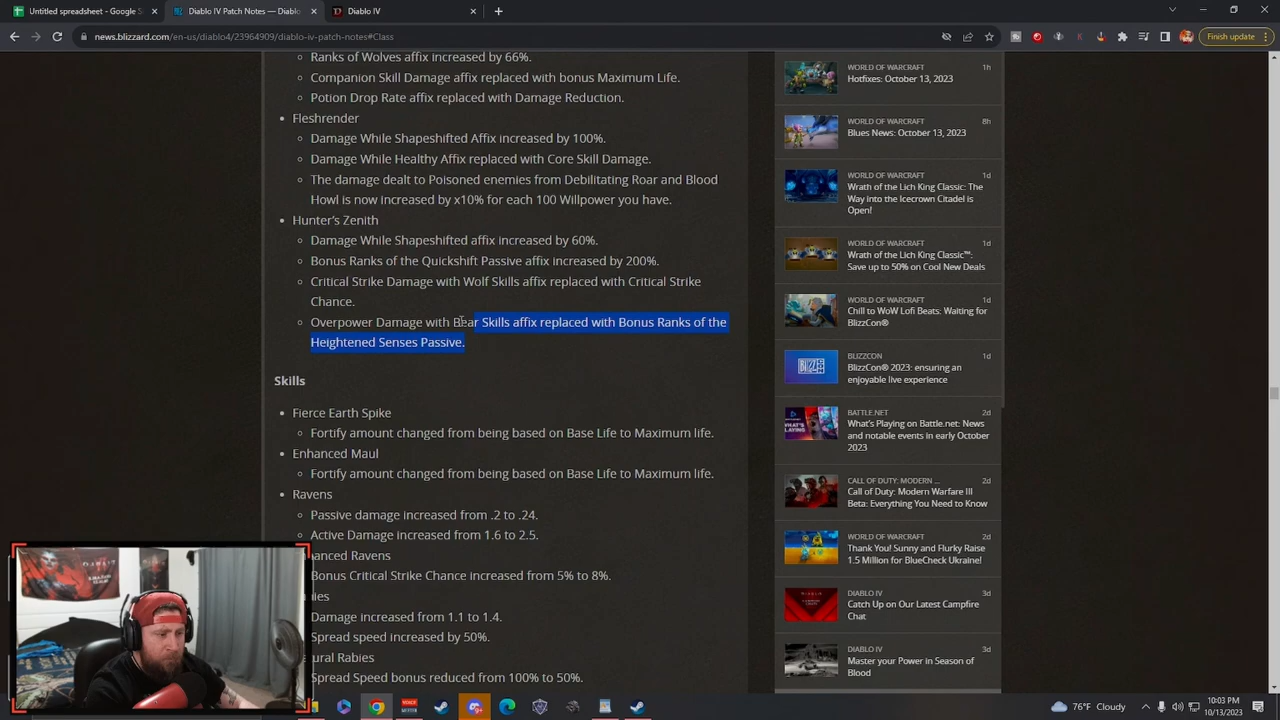 Untitled spreadsheet - Google S
Diablo IV Patch Notes — Diablo
Diablo IV
news.blizzard.com/en-us/diablo4/23964909/diablo-iv-patch-notes#Class
Finish update
Ranks of Wolves affix increased by 66%.
Companion Skill Damage affix replaced with bonus Maximum Life.
Potion Drop Rate affix replaced with Damage Reduction.
Fleshrender
Damage While Shapeshifted Affix increased by 100%.
Damage While Healthy Affix replaced with Core Skill Damage.
The damage dealt to Poisoned enemies from Debilitating Roar and Blood
Howl is now increased by x10% for each 100 Willpower you have.
Hunter's Zenith
Damage While Shapeshifted affix increased by 60%.
Bonus Ranks of the Quickshift Passive affix increased by 200%.
Critical Strike Damage with Wolf Skills affix replaced with Critical Strike
Chance.
Overpower Damage with Bear Skills affix replaced with Bonus Ranks of the
Heightened Senses Passive.
Skills
Fierce Earth Spike
Fortify amount changed from being based on Base Life to Maximum life.
Enhanced Maul
Fortify amount changed from being based on Base Life to Maximum life.
Ravens
Passive damage increased from .2 to .24.
Active Damage increased from 1.6 to 2.5.
anced Ravens
Bonus Critical Strike Chance increased from 5% to 8%.
ies
Damage increased from 1.1 to 1.4.
Spread speed increased by 50%.
ural Rabies
Spread Speed bonus reduced from 100% to 50%.
WORLD OF WARCRAFT 1h
Hotfixes: October 13, 2023
WORLD OF WARCRAFT 8h
Blues News: October 13, 2023
WORLD OF WARCRAFT 1d
Wrath of the Lich King Classic: The
Way into the Icecrown Citadel is
Open!
WORLD OF WARCRAFT 1d
Wrath of the Lich King Classic™:
Save up to 50% on Cool New Deals
WORLD OF WARCRAFT 1d
Chill to WoW Lofi Beats: Waiting for
BlizzCon®
BLIZZCON 1d
BlizzCon® 2023: ensuring an
enjoyable live experience
BATTLE.NET 2d
What's Playing on Battle.net: News
and notable events in early October
2023
CALL OF DUTY: MODERN ... 2d
Call of Duty: Modern Warfare III
Beta: Everything You Need to Know
WORLD OF WARCRAFT 2d
Thank You! Sunny and Flurky Raise
1.5 Million for BlueCheck Ukraine!
DIABLO IV 3d
Catch Up on Our Latest Campfire
Chat
DIABLO IV 3d
Master your Power in Season of
Blood
76°F Cloudy
10:03 PM
10/13/2023